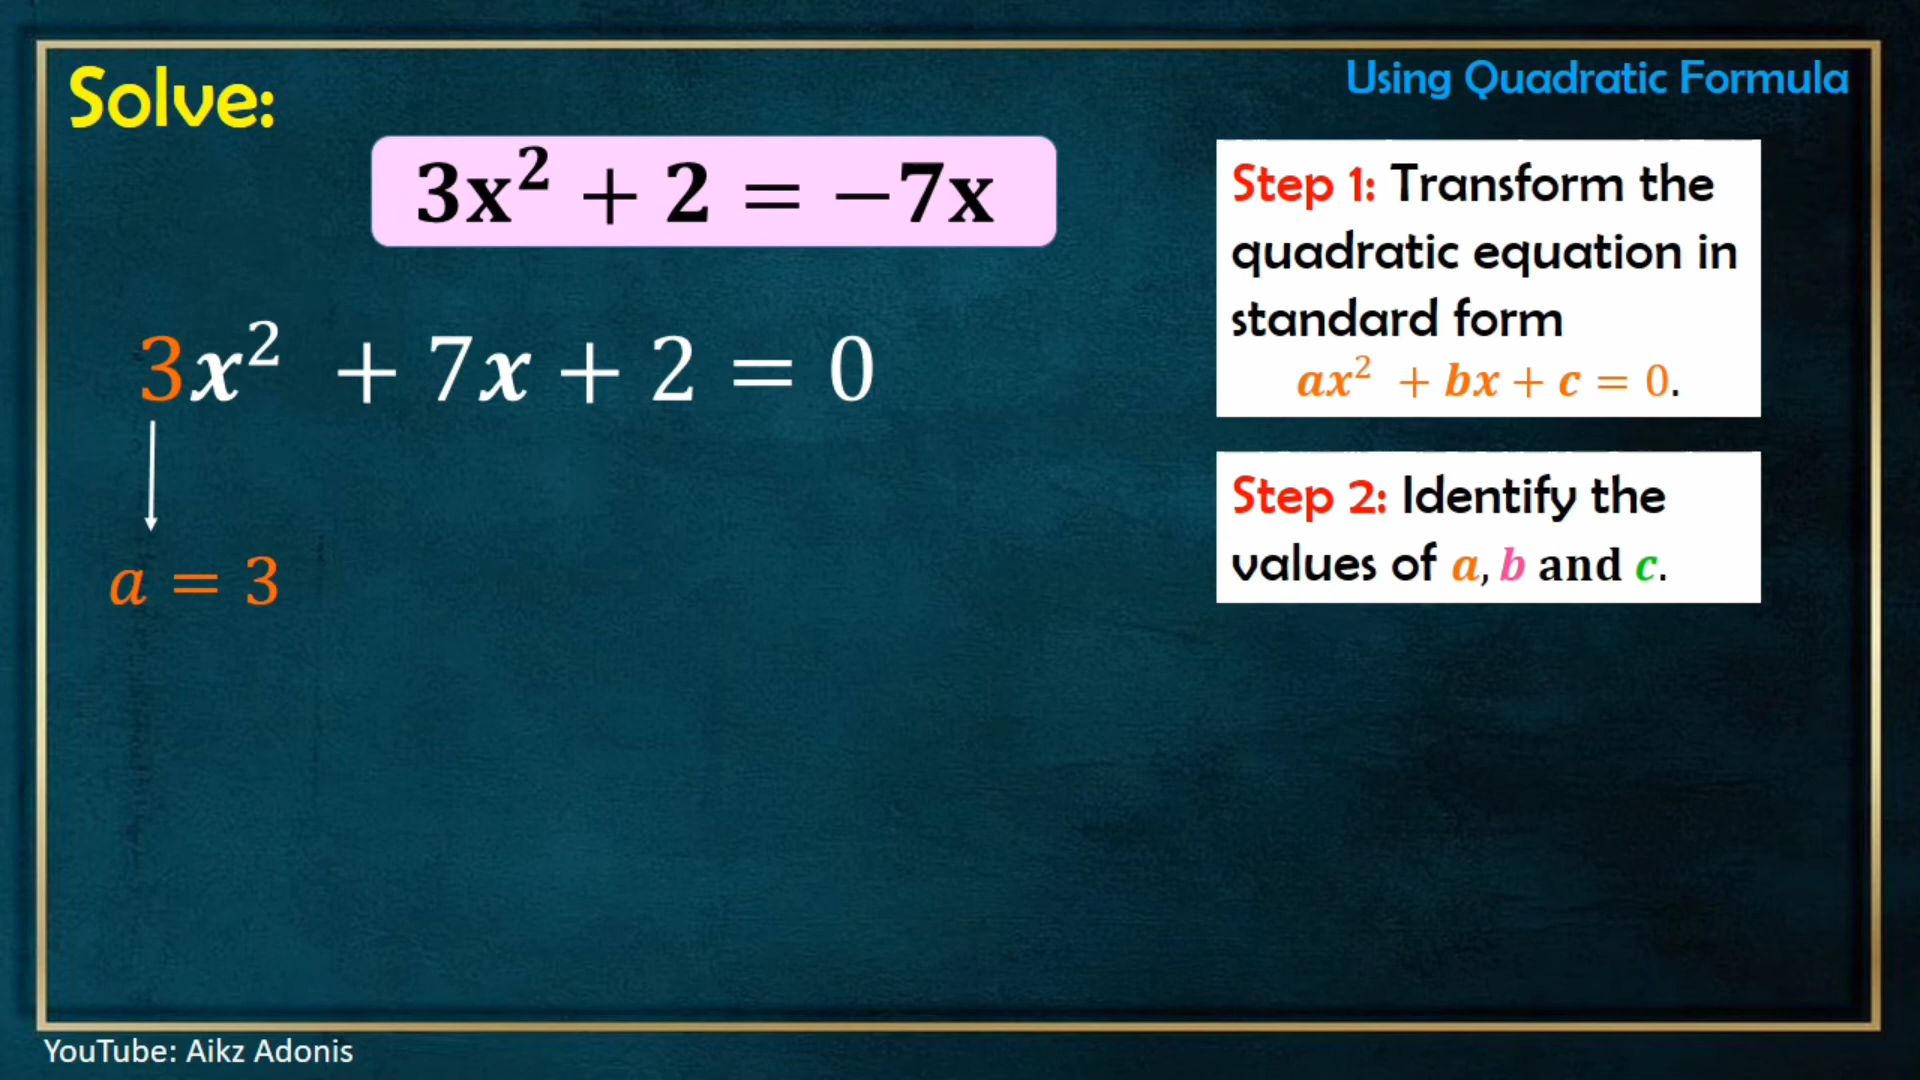 Solve:
Using Quadratic Formula
3x² + 2 = −7x
3x² + 7x + 2 = 0
a = 3
Step 1: Transform the
quadratic equation in
standard form
ax² + bx + c = 0.
Step 2: Identify the
values of a, b and c.
YouTube: Aikz Adonis